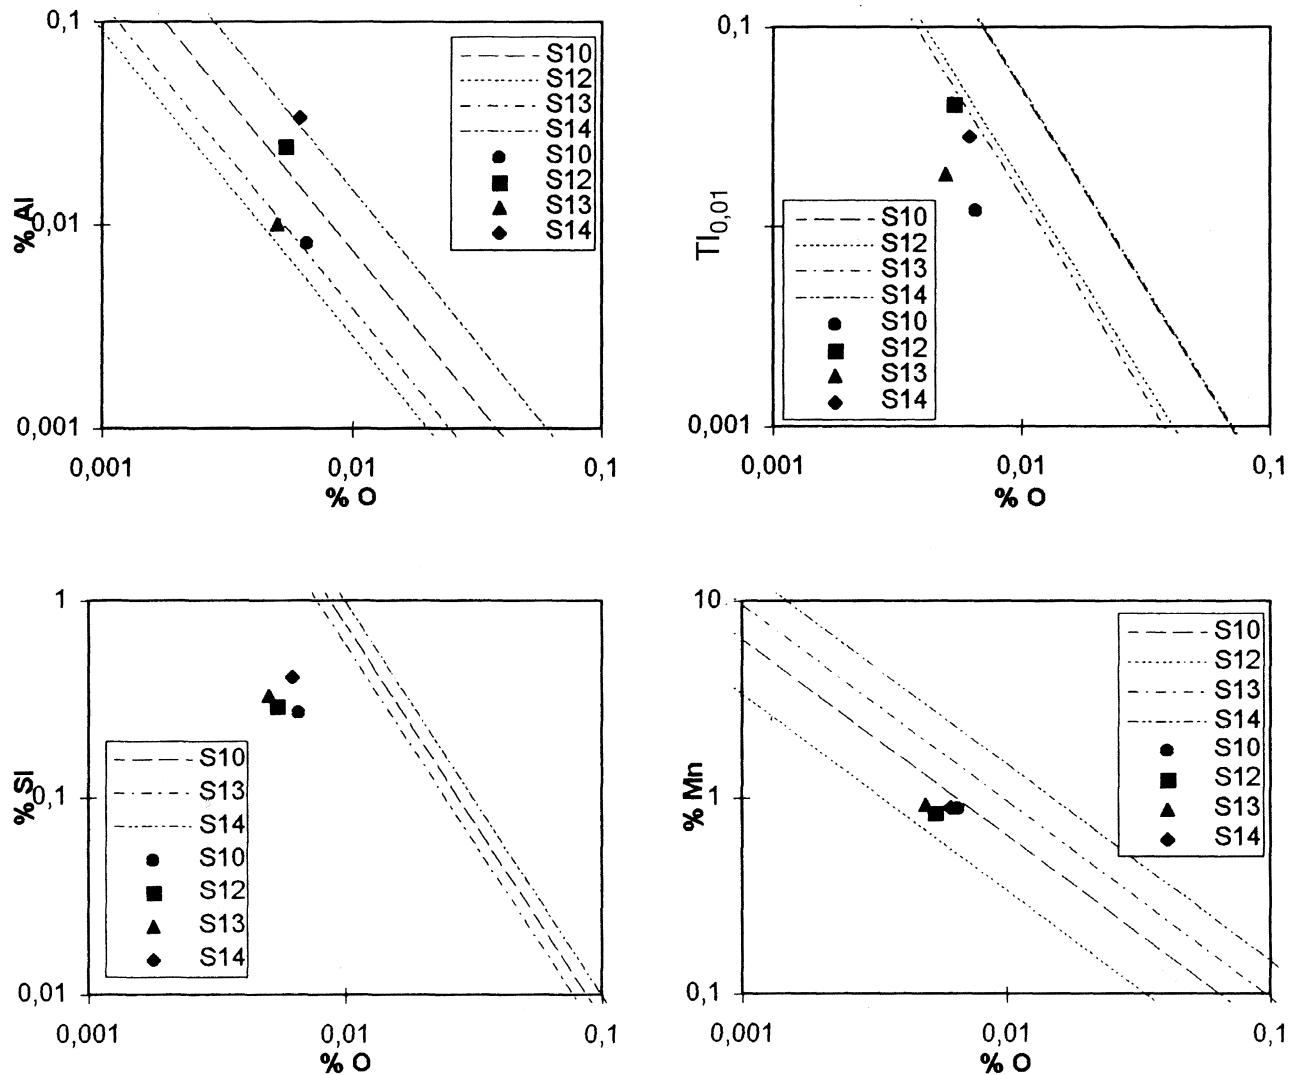 0,1
S10
S12
S13
S14
S10
S12
S13
S14
% Al
0,01
0,001
0,001
0,01
0,1
% O
0,1
TI0,01
S10
S12
S13
S14
S10
S12
S13
S14
0,001
0,001
0,01
0,1
% O
1
% SI
0,1
S10
S13
S14
S10
S12
S13
S14
0,01
0,001
0,01
0,1
% O
10
S10
S12
S13
S14
S10
S12
S13
S14
% Mn
1
0,1
0,001
0,01
0,1
% O